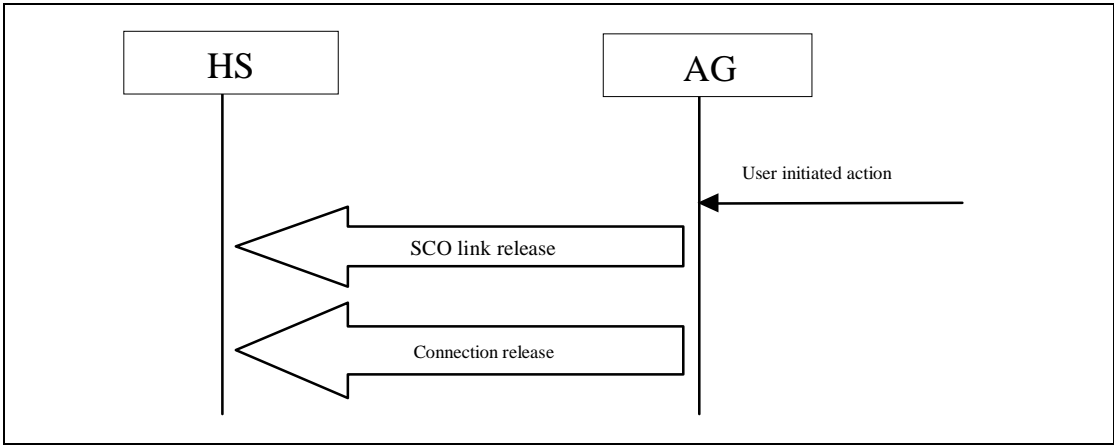 HS
AG
User initiated action
SCO link release
Connection release